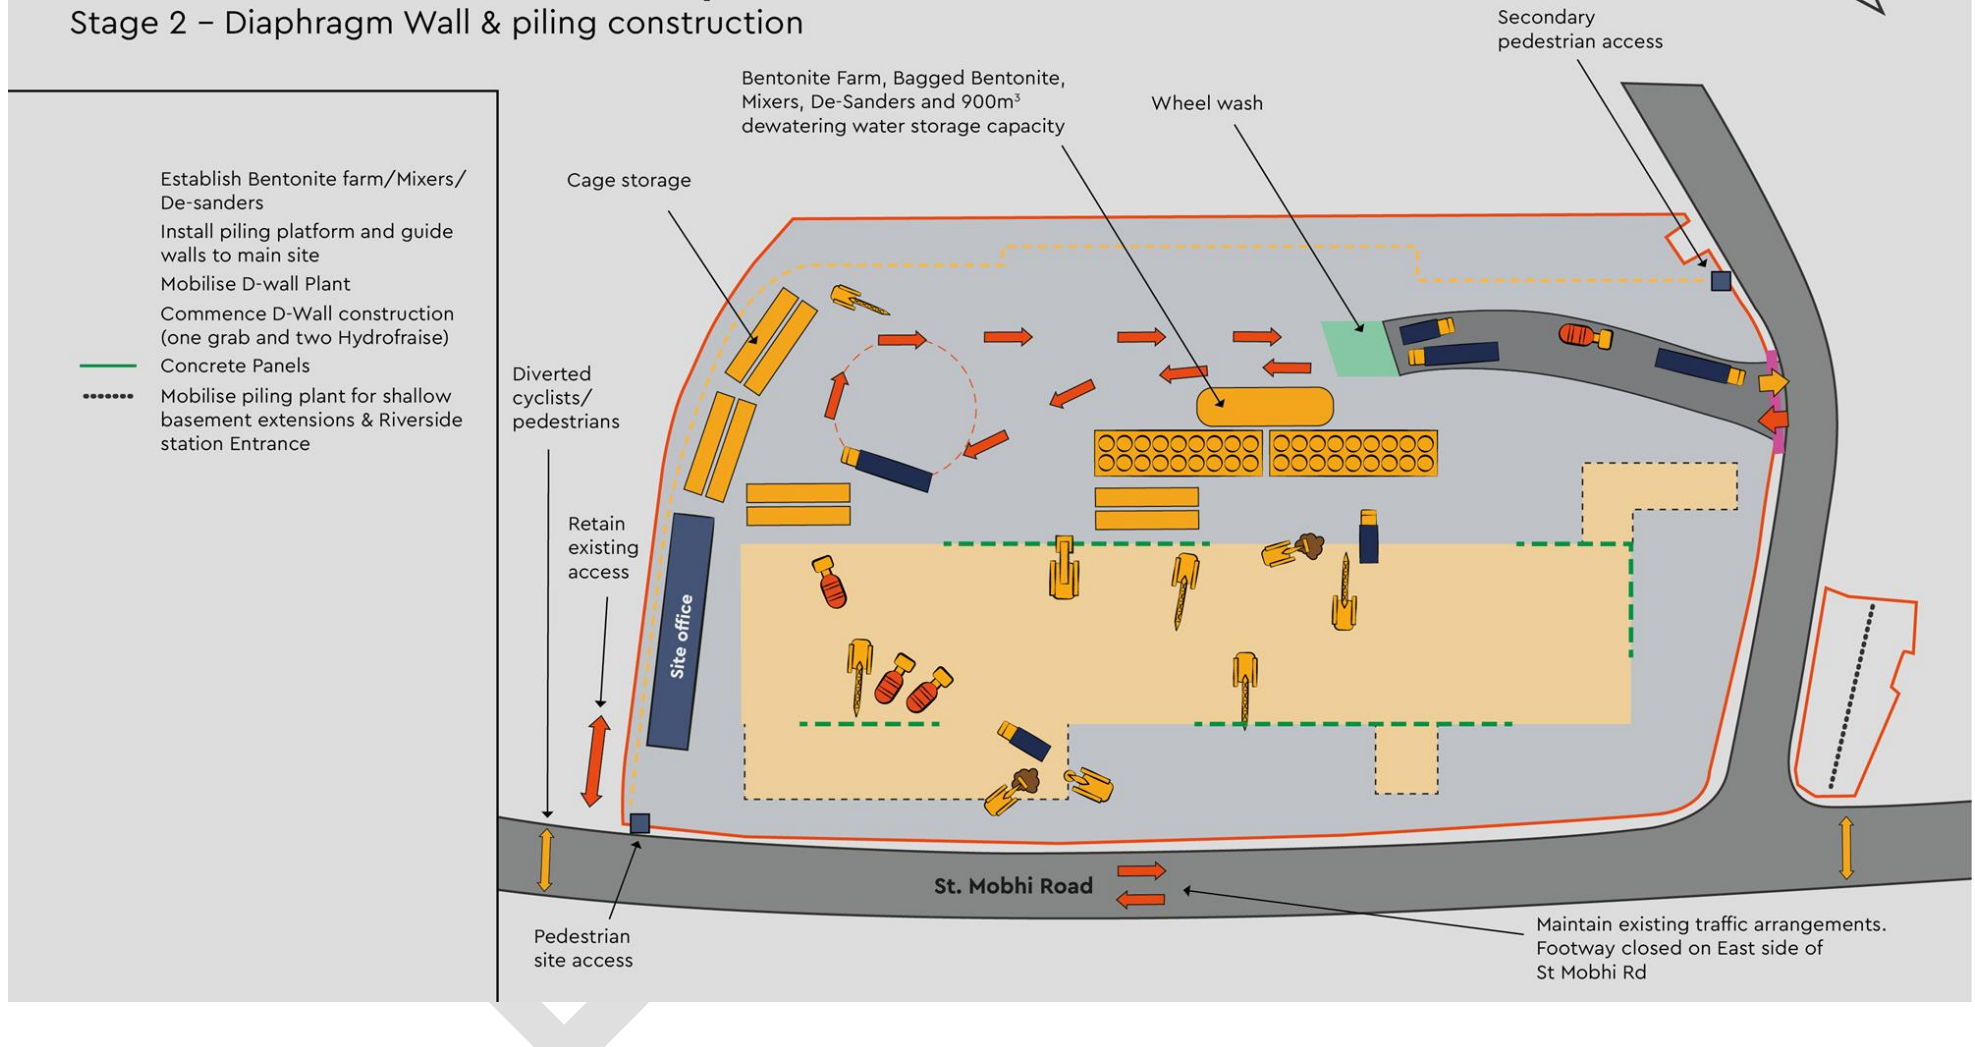 Stage 2 – Diaphragm Wall & piling construction
Secondary
pedestrian access
Bentonite Farm, Bagged Bentonite,
Mixers, De-Sanders and 900m³
dewatering water storage capacity
Wheel wash
Cage storage
Establish Bentonite farm/Mixers/
De-sanders
Install piling platform and guide
walls to main site
Mobilise D-wall Plant
Commence D-Wall construction
(one grab and two Hydrofraise)
Concrete Panels
Mobilise piling plant for shallow
basement extensions & Riverside
station Entrance
Diverted
cyclists/
pedestrians
Retain
existing
access
Site office
St. Mobhi Road
Pedestrian
site access
Maintain existing traffic arrangements.
Footway closed on East side of
St Mobhi Rd